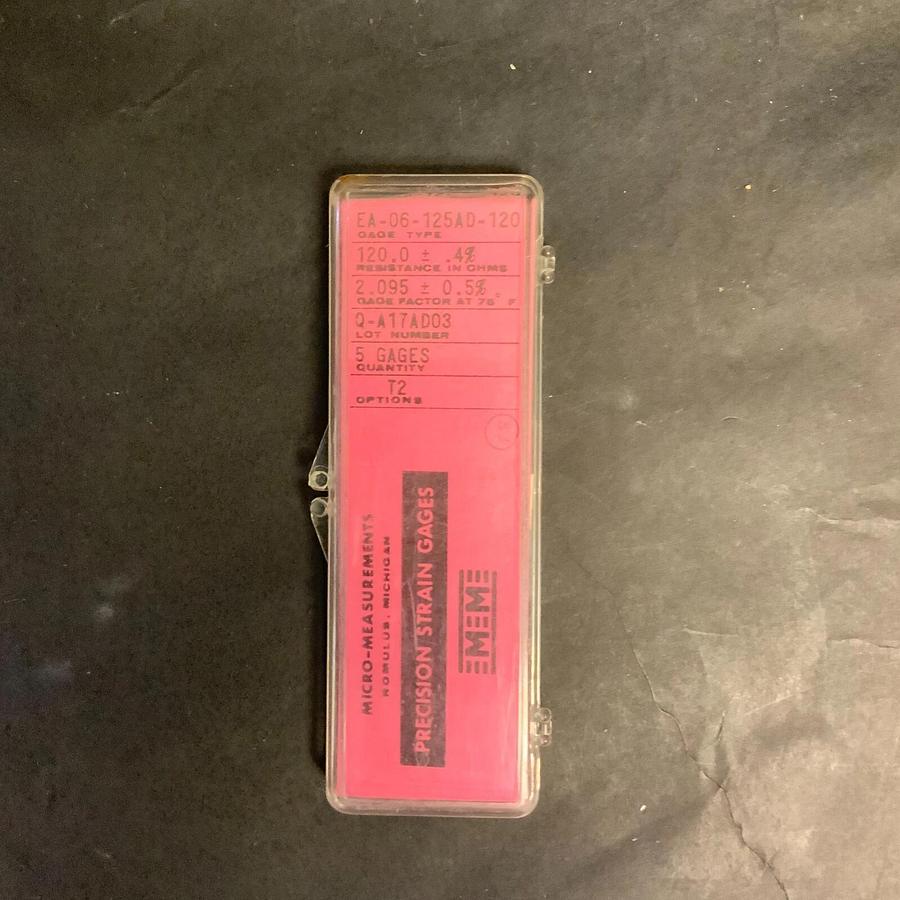 EA-06-125AD-120
GAGE TYPE
120.0 ± .4%
RESISTANCE IN OHMS
2.095 ± 0.5%
GAGE FACTOR AT 75° F
Q-A17AD03
LOT NUMBER
5 GAGES
QUANTITY
T2
OPTIONS
MICRO-MEASUREMENTS
ROMULUS, MICHIGAN
PRECISION STRAIN GAGES
MM